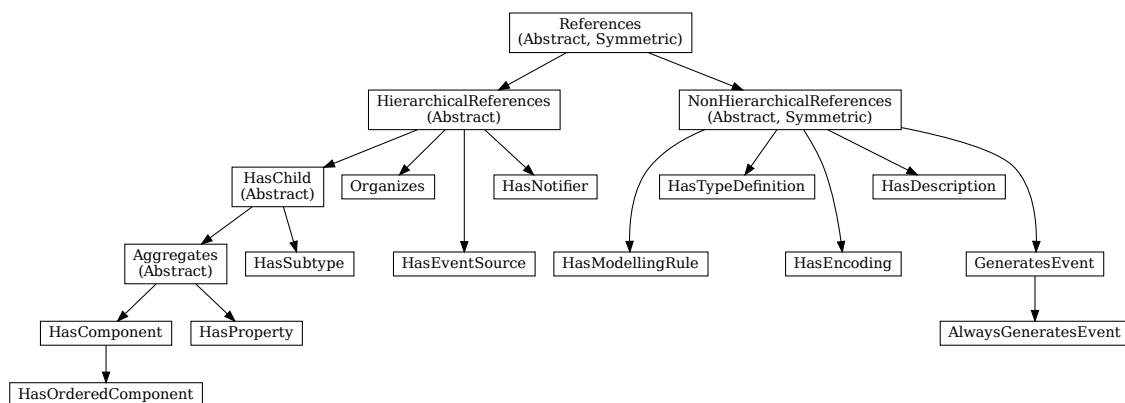 References
(Abstract, Symmetric)
HierarchicalReferences
(Abstract)
NonHierarchicalReferences
(Abstract, Symmetric)
HasChild
(Abstract)
Organizes
HasNotifier
HasTypeDefinition
HasDescription
Aggregates
(Abstract)
HasSubtype
HasEventSource
HasModellingRule
HasEncoding
GeneratesEvent
HasComponent
HasProperty
AlwaysGeneratesEvent
HasOrderedComponent